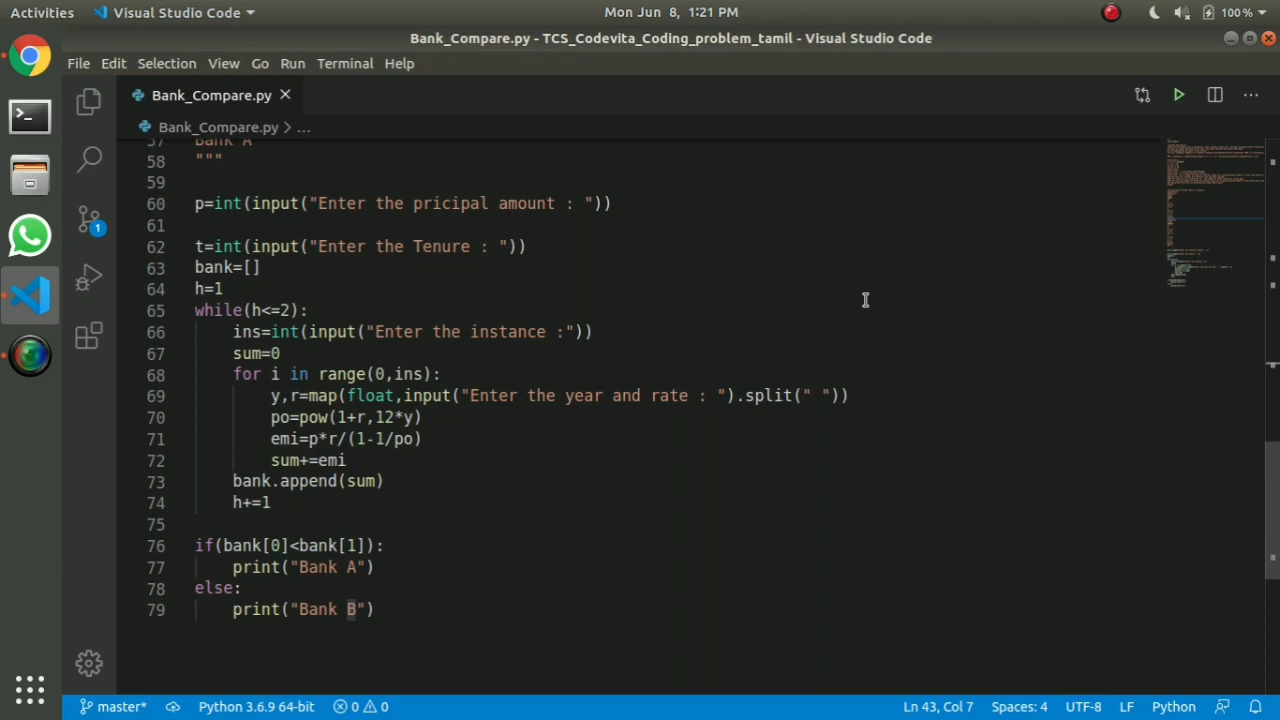 Activities Visual Studio Code Mon Jun 8, 1:21 PM 100%
Bank_Compare.py - TCS_Codevita_Coding_problem_tamil - Visual Studio Code
File Edit Selection View Go Run Terminal Help
Bank_Compare.py
Bank_Compare.py > ...
57 Bank A
58 """
59
60 p=int(input("Enter the pricipal amount : "))
61
62 t=int(input("Enter the Tenure : "))
63 bank=[]
64 h=1
65 while(h<=2):
66 ins=int(input("Enter the instance :"))
67 sum=0
68 for i in range(0,ins):
69 y,r=map(float,input("Enter the year and rate : ").split(" "))
70 po=pow(1+r,12*y)
71 emi=p*r/(1-1/po)
72 sum+=emi
73 bank.append(sum)
74 h+=1
75
76 if(bank[0]<bank[1]):
77 print("Bank A")
78 else:
79 print("Bank B")
1
master* Python 3.6.9 64-bit 0 0 Ln 43, Col 7 Spaces: 4 UTF-8 LF Python